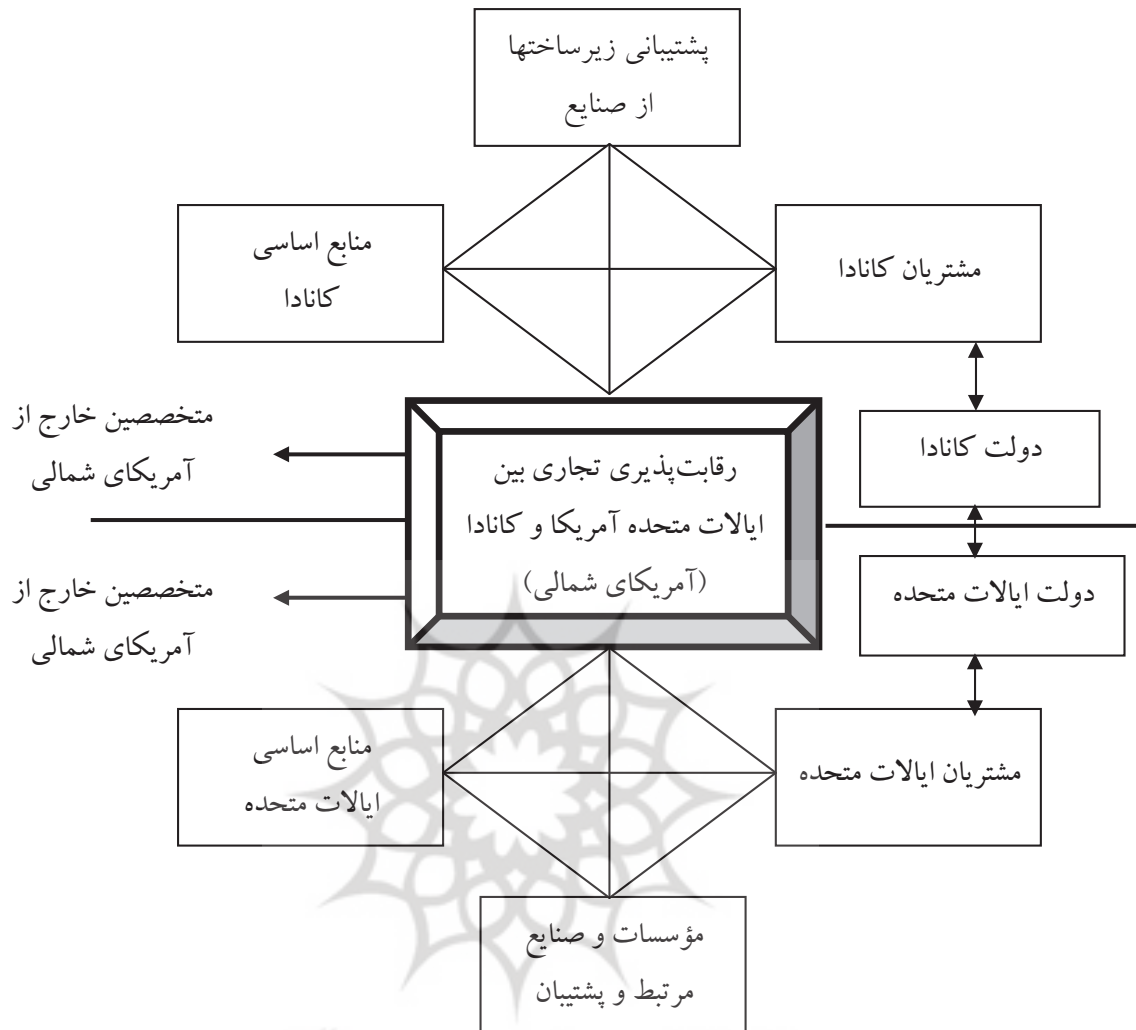 پشتیبانی زیرساختها
از صنایع
مشتریان کانادا
منابع اساسی
کانادا
دولت کانادا
رقابت‌پذیری تجاری بین
ایالات متحده آمریکا و کانادا
(آمریکای شمالی)
متخصصین خارج از
آمریکای شمالی
دولت ایالات متحده
متخصصین خارج از
آمریکای شمالی
مشتریان ایالات متحده
منابع اساسی
ایالات متحده
مؤسسات و صنایع
مرتبط و پشتیبان